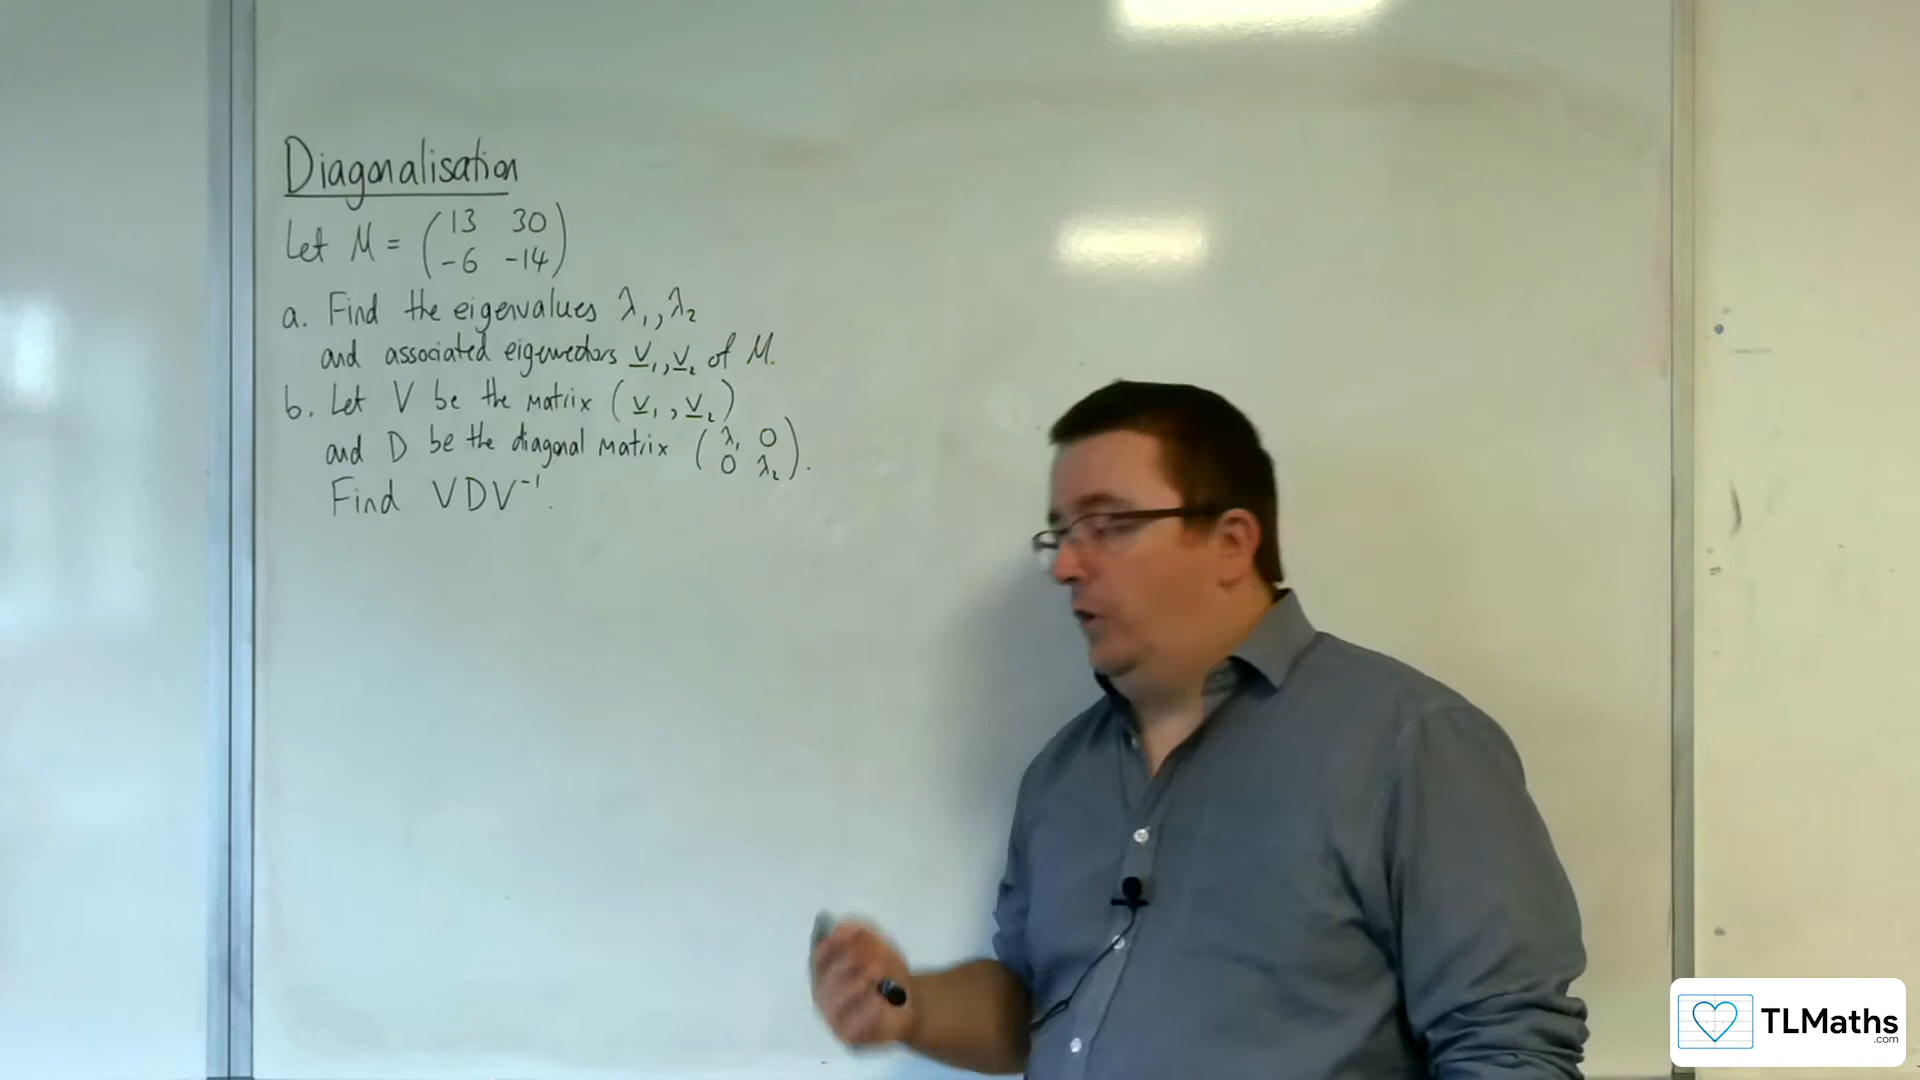 Diagonalisation
Let M = ( 13 30
-6 -14 )
a. Find the eigenvalues λ₁, λ₂
and associated eigenvectors v₁, v₂ of M.
b. Let V be the matrix (v₁, v₂)
and D be the diagonal matrix ( λ₁ 0
0 λ₂ ).
Find VDV⁻¹.
TLMaths
.com